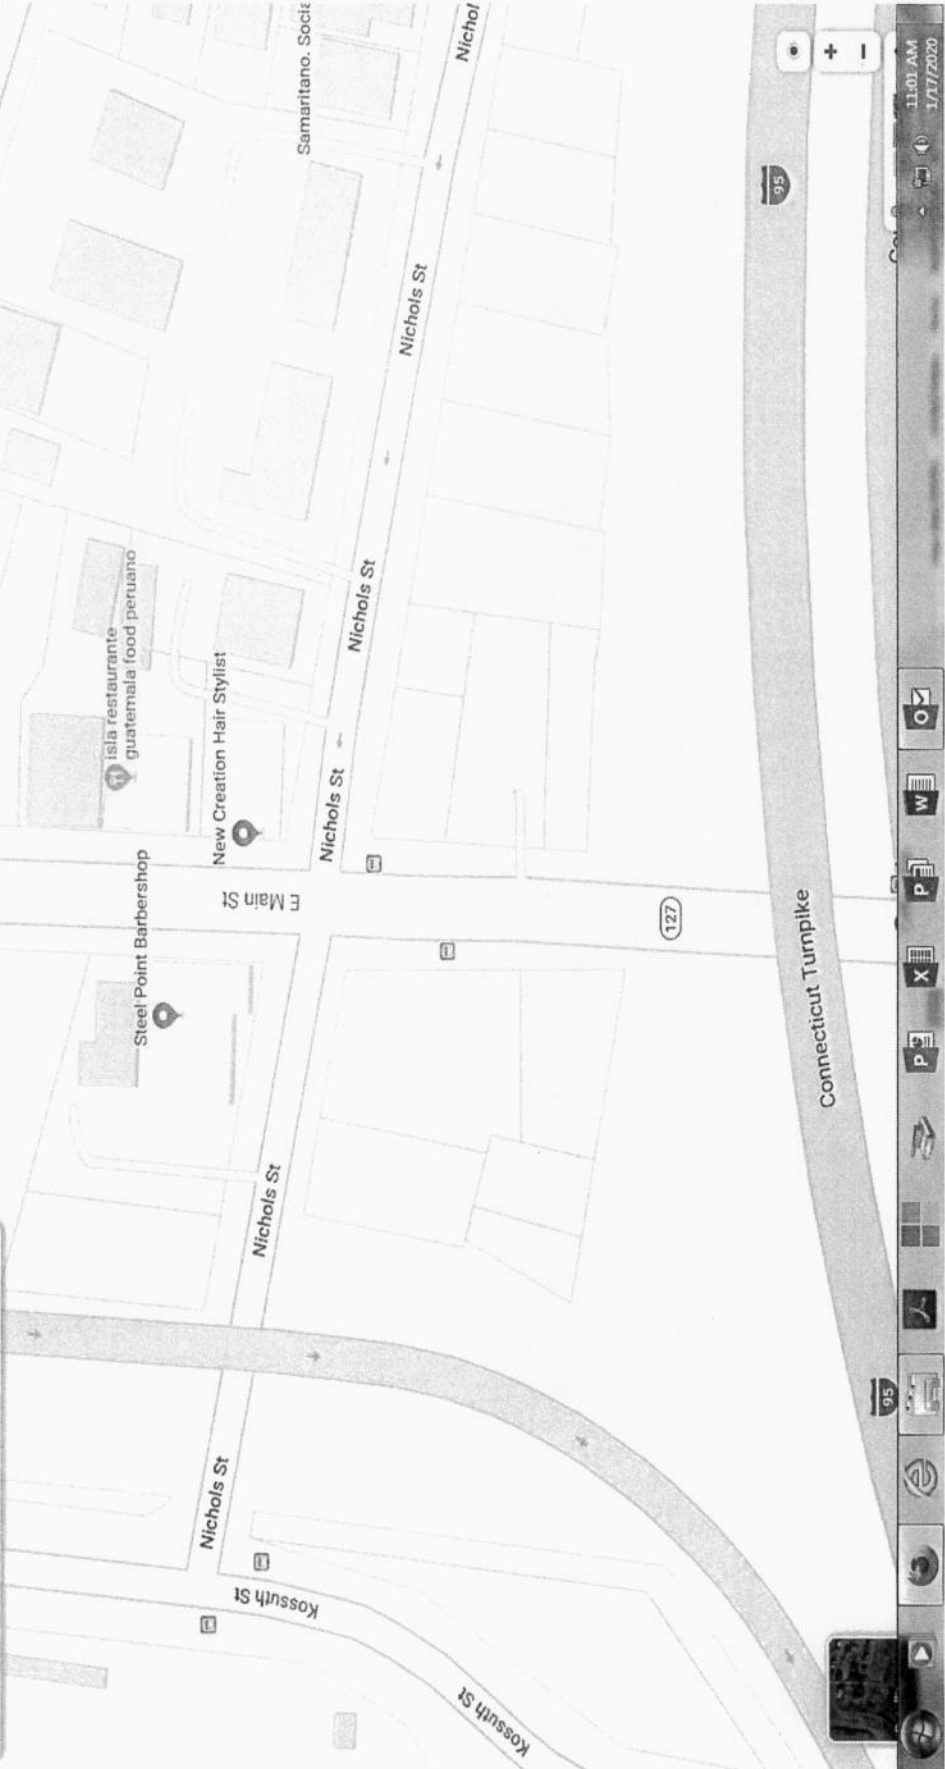 Steel Point Barbershop
isla restaurante
guatemala food peruano
New Creation Hair Stylist
Samaritano. Socia
Kossuth St
Nichols St
Nichols St
E Main St
Nichols St
Nichols St
Nichols St
Nichol
Kossuth St
127
95
Connecticut Turnpike
95
+
−
P
X
P
W
O
11:01 AM
1/17/2020